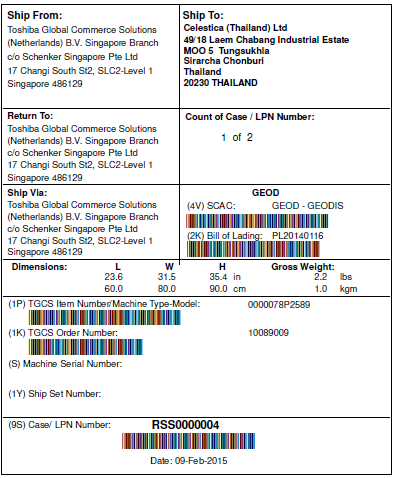 Ship From:
Toshiba Global Commerce Solutions
(Netherlands) B.V. Singapore Branch
c/o Schenker Singapore Pte Ltd
17 Changi South St2, SLC2-Level 1
Singapore 486129
Ship To:
Celestica (Thailand) Ltd
49/18 Laem Chabang Industrial Estate
MOO 5 Tungsukhla
Sirarcha Chonburi
Thailand
20230 THAILAND
Return To:
Toshiba Global Commerce Solutions
(Netherlands) B.V. Singapore Branch
c/o Schenker Singapore Pte Ltd
17 Changi South St2, SLC2-Level 1
Singapore 486129
Count of Case / LPN Number:
1 of 2
Ship Via:
Toshiba Global Commerce Solutions
(Netherlands) B.V. Singapore Branch
c/o Schenker Singapore Pte Ltd
17 Changi South St2, SLC2-Level 1
Singapore 486129
GEOD
(4V) SCAC: GEOD - GEODIS
(2K) Bill of Lading: PL20140116
Dimensions: L W H Gross Weight:
23.6 31.5 35.4 in 2.2 lbs
60.0 80.0 90.0 cm 1.0 kgm
(1P) TGCS Item Number/Machine Type-Model: 0000078P2589
(1K) TGCS Order Number: 10089009
(S) Machine Serial Number:
(1Y) Ship Set Number:
(9S) Case/ LPN Number: RSS0000004
Date: 09-Feb-2015